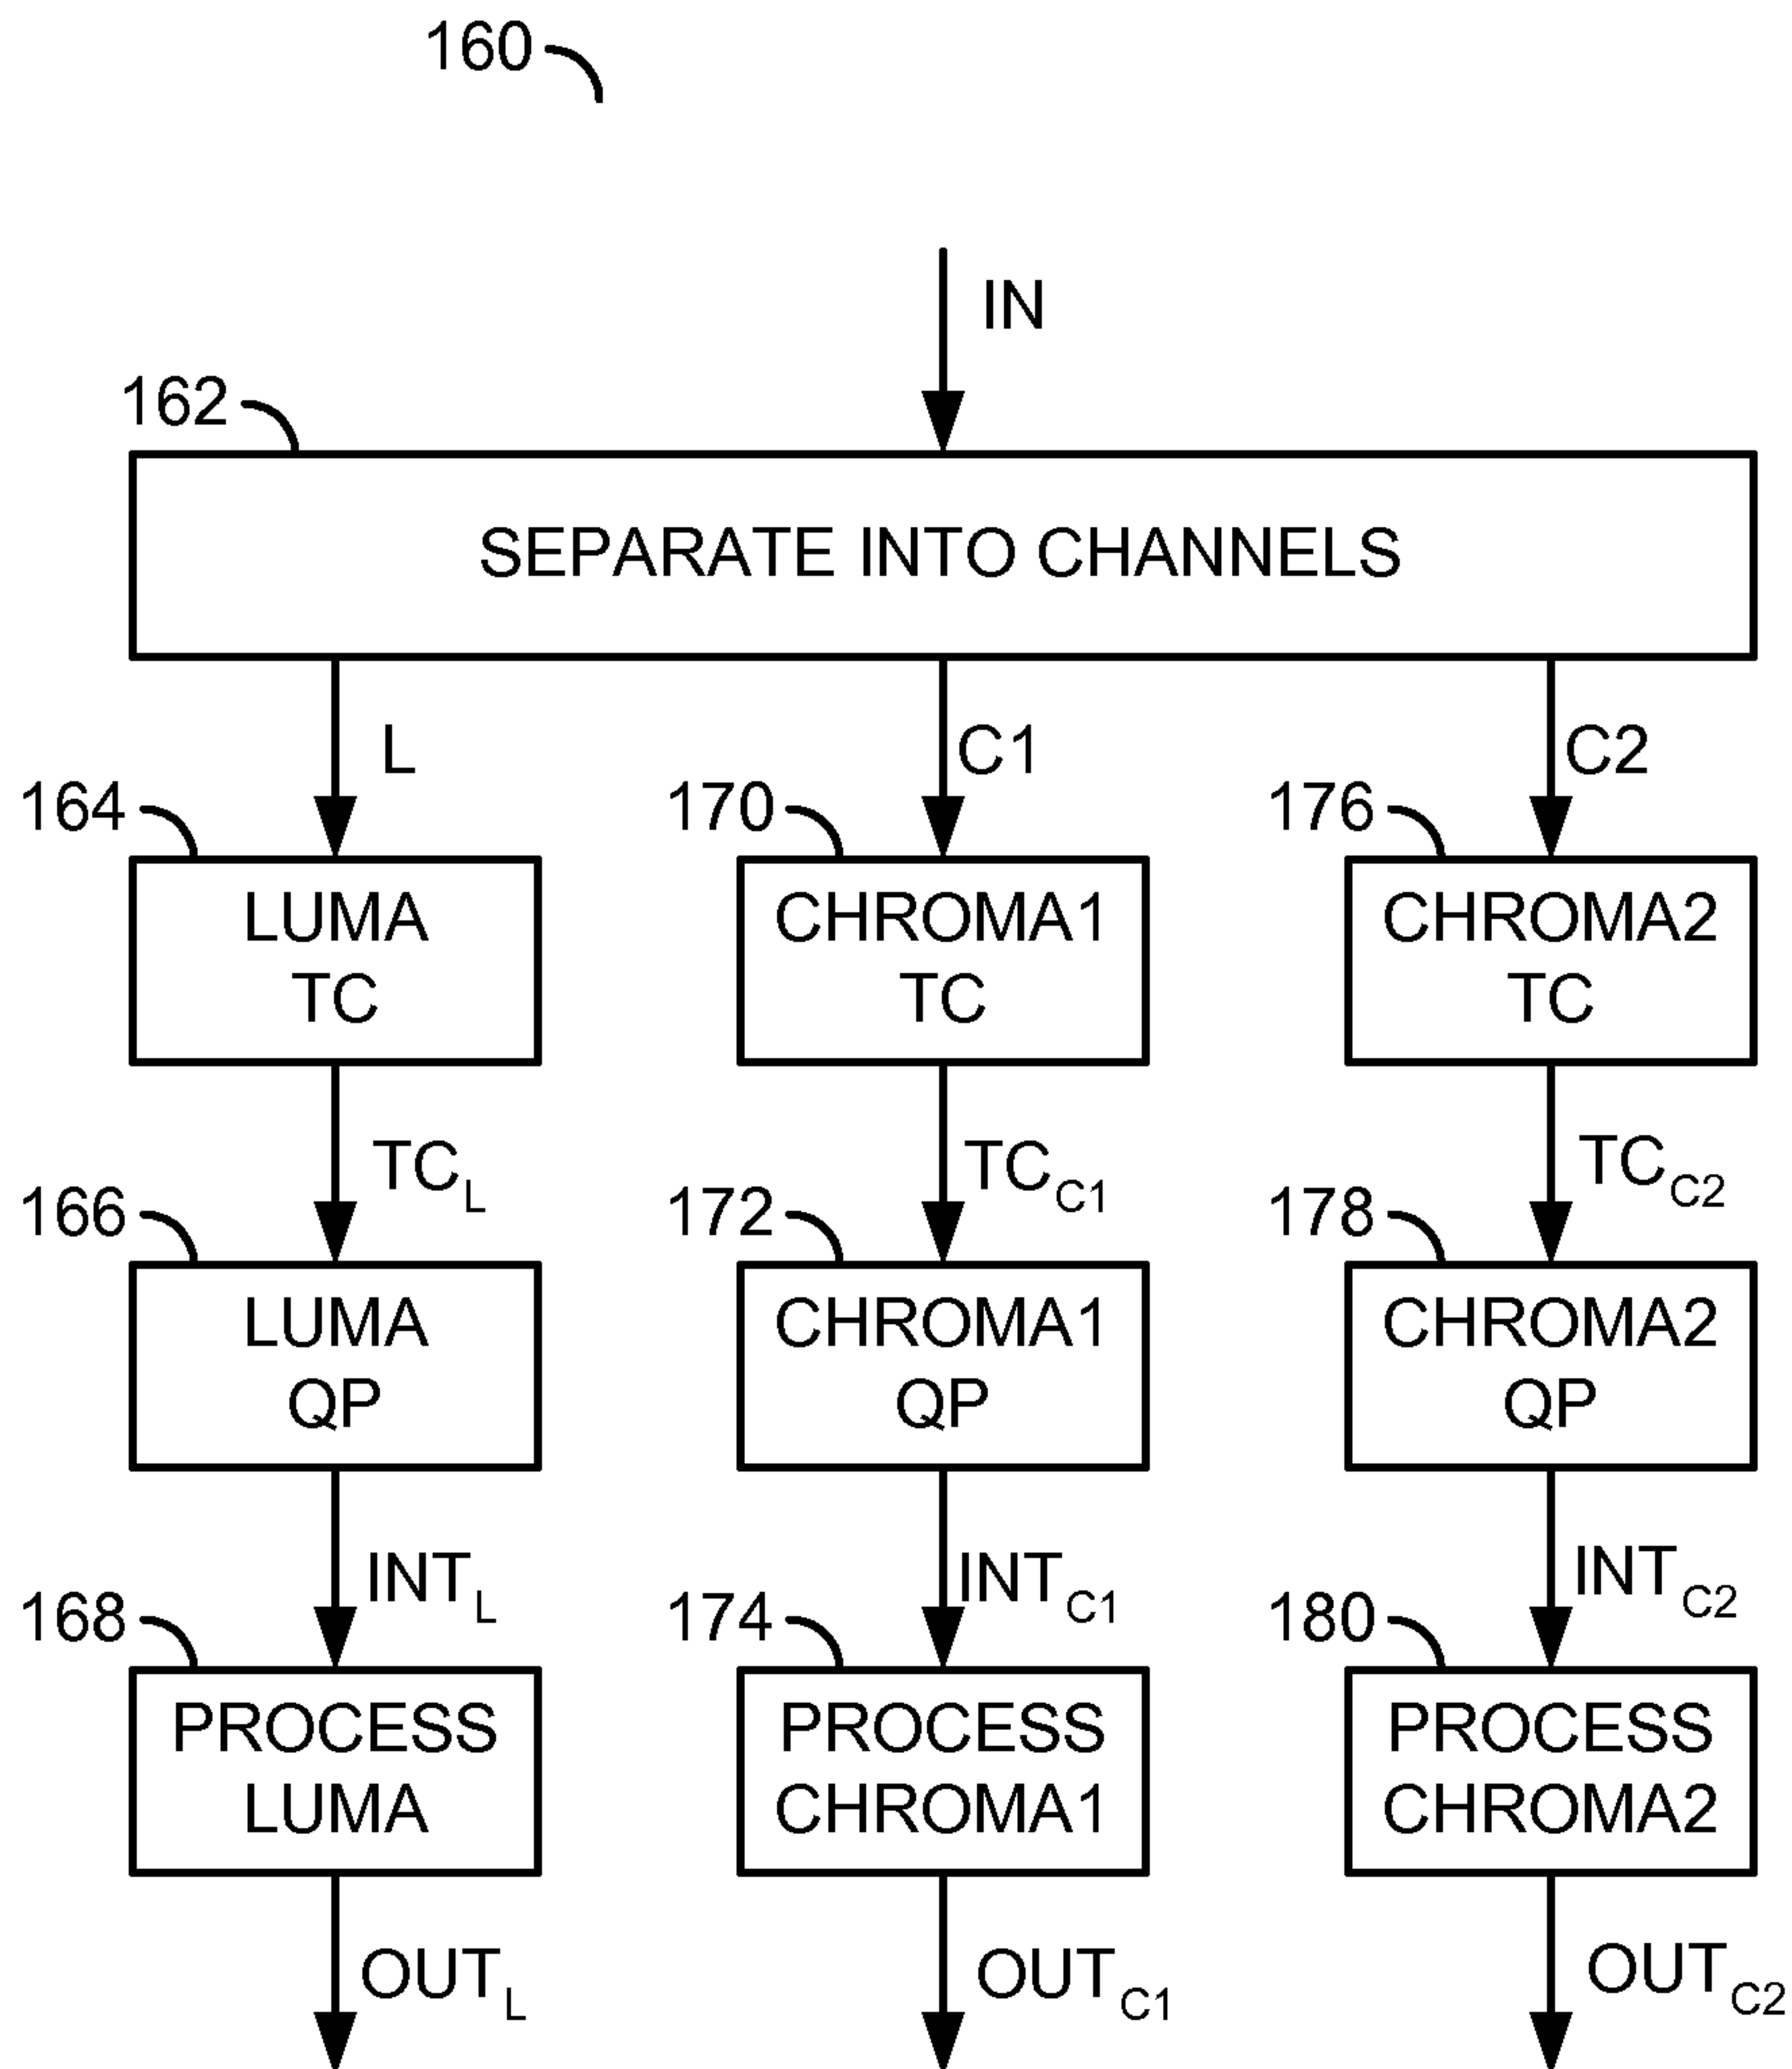 160
IN
162
SEPARATE INTO CHANNELS
L
C1
C2
164
170
176
LUMA
TC
CHROMA1
TC
CHROMA2
TC
TC_L
TC_C1
TC_C2
166
172
178
LUMA
QP
CHROMA1
QP
CHROMA2
QP
INT_L
INT_C1
INT_C2
168
174
180
PROCESS
LUMA
PROCESS
CHROMA1
PROCESS
CHROMA2
OUT_L
OUT_C1
OUT_C2